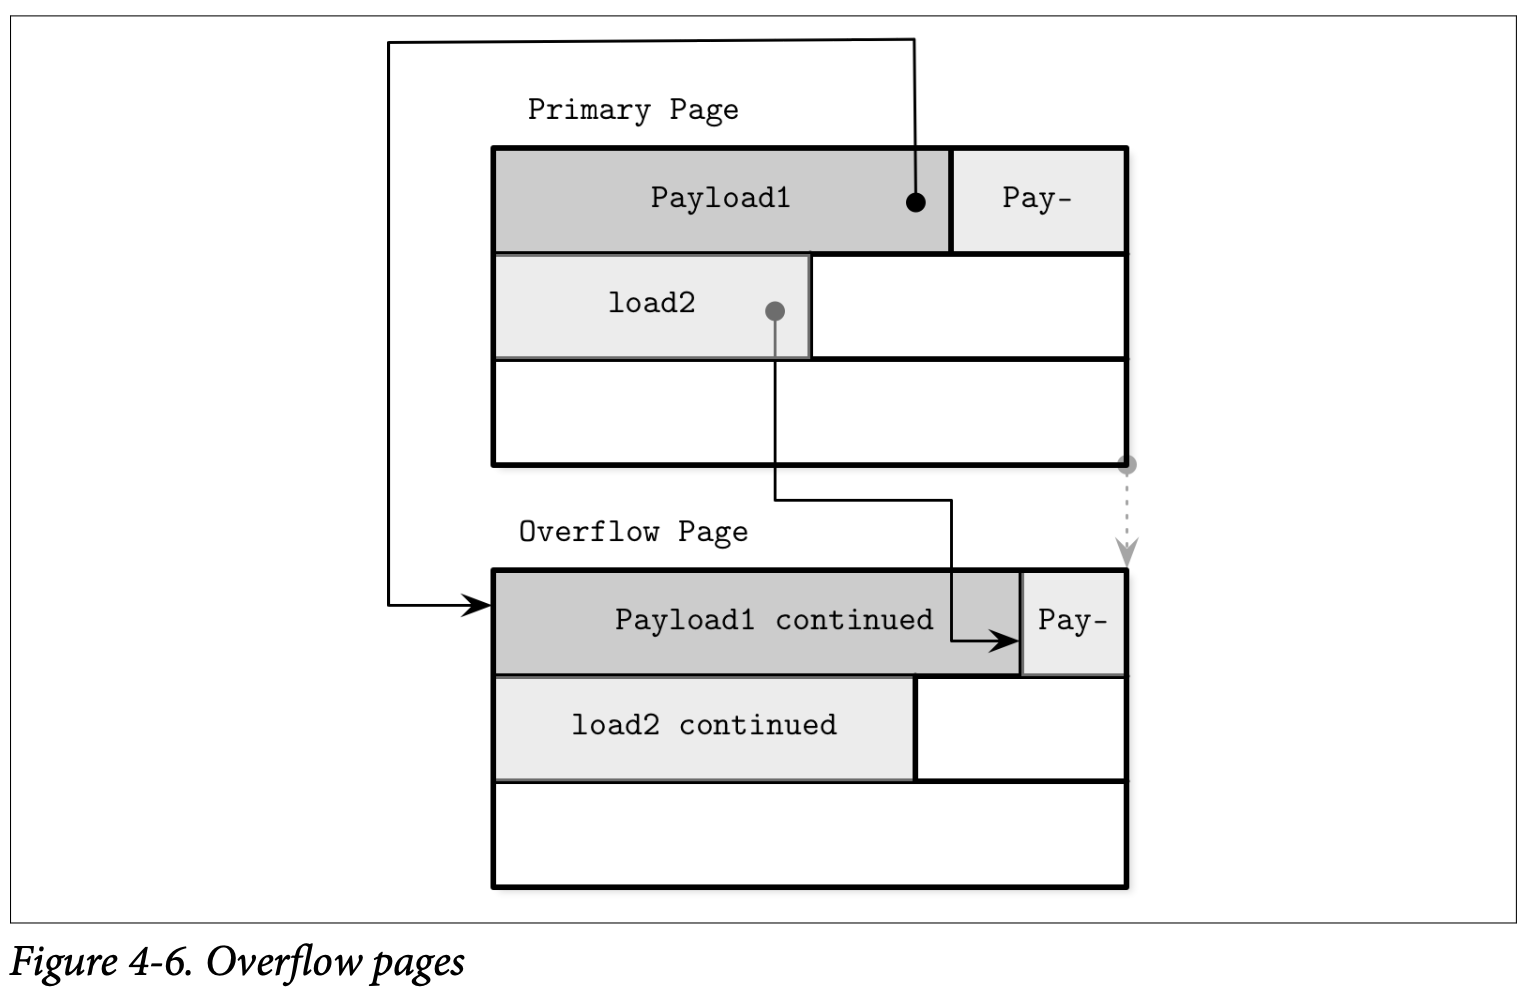 Primary Page
Payload1 Pay-
load2
Overflow Page
Payload1 continued Pay-
load2 continued
Figure 4-6. Overflow pages